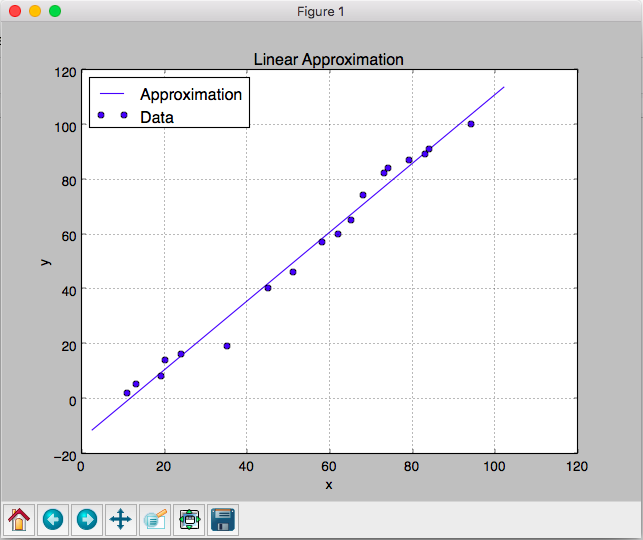 Figure 1
Linear Approximation
Approximation
Data
120
100
80
60
40
20
0
−20
y
0 20 40 60 80 100 120
x